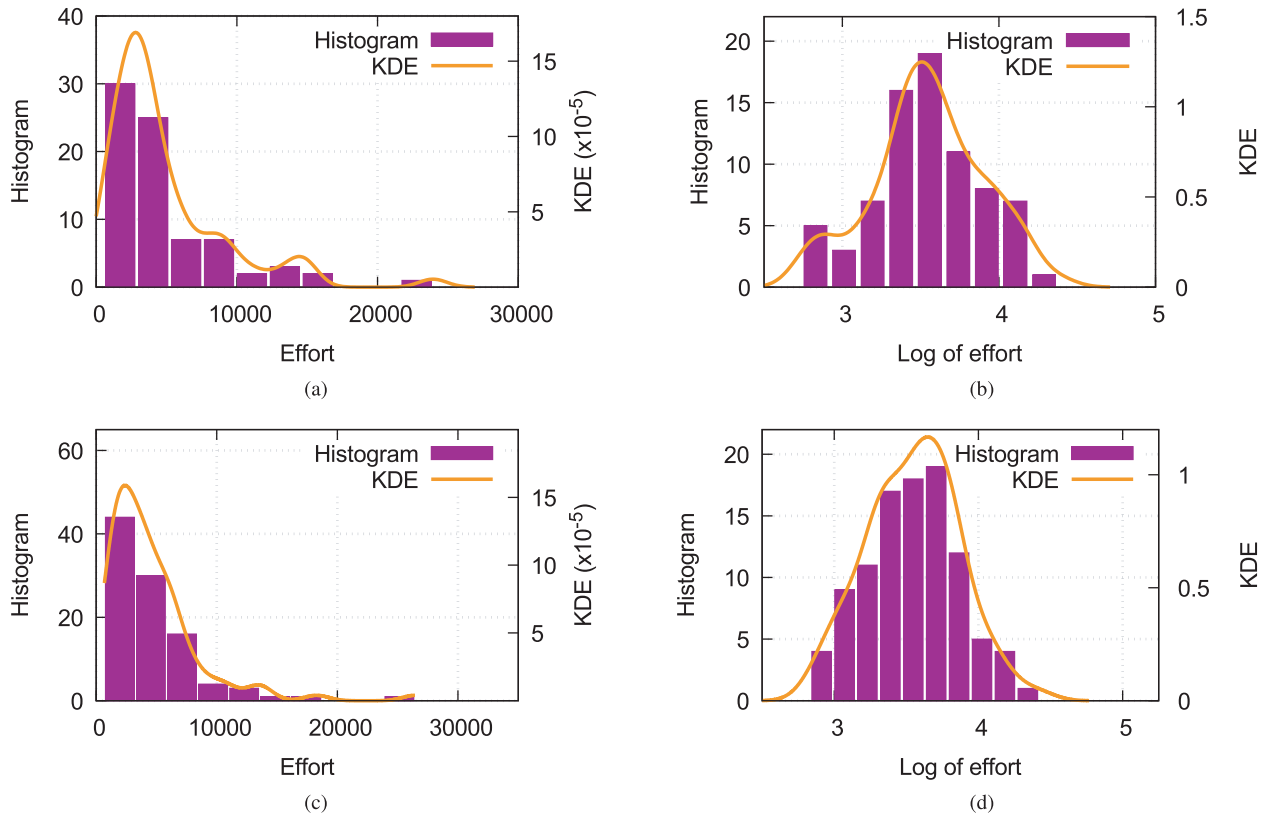 40
30
20
10
0
Histogram
Histogram
KDE
15
10
5
KDE (x10-5)
0 10000 20000 30000
Effort
(a)
20
15
10
5
0
Histogram
Histogram
KDE
1.5
1
0.5
0
KDE
3 4 5
Log of effort
(b)
60
40
20
0
Histogram
Histogram
KDE
15
10
5
KDE (x10-5)
0 10000 20000 30000
Effort
(c)
20
15
10
5
0
Histogram
Histogram
KDE
1
0.5
0
KDE
3 4 5
Log of effort
(d)